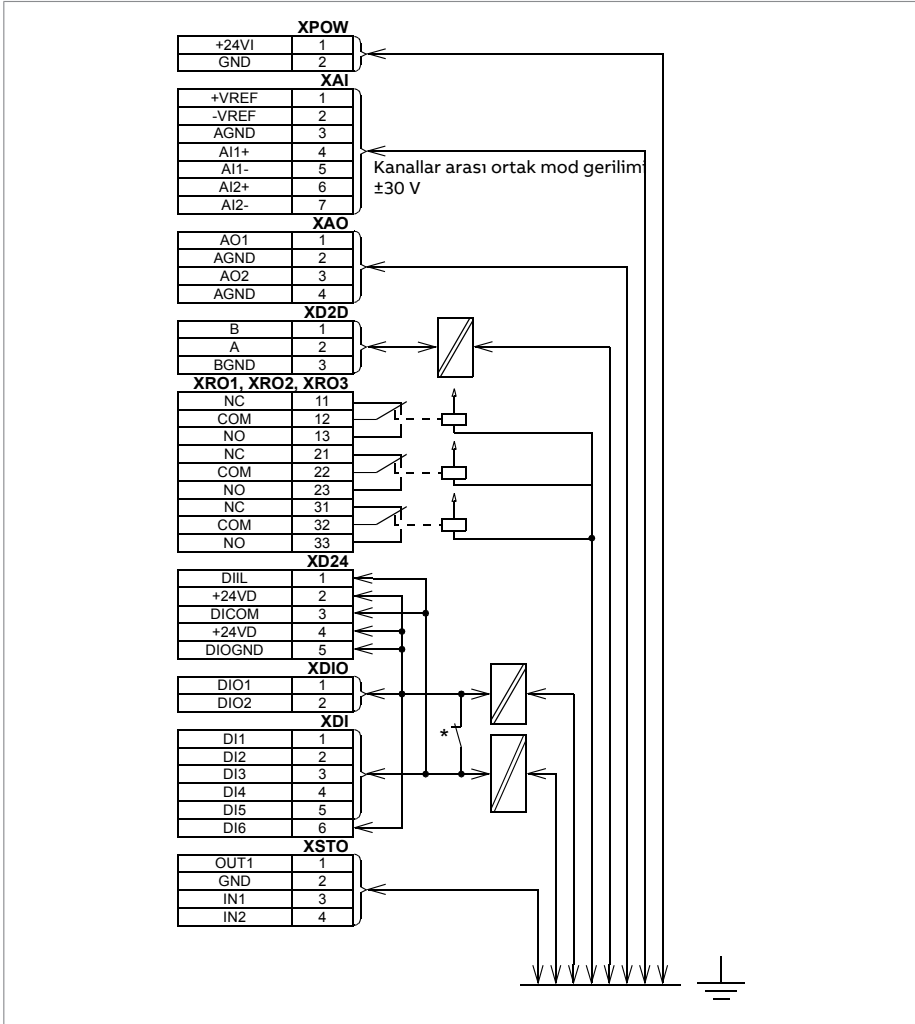 XPOW
+24VI 1
GND 2
XAI
+VREF 1
-VREF 2
AGND 3
AI1+ 4
AI1- 5
AI2+ 6
AI2- 7
Kanallar arası ortak mod gerilimi
±30 V
XAO
AO1 1
AGND 2
AO2 3
AGND 4
XD2D
B 1
A 2
BGND 3
XRO1, XRO2, XRO3
NC 11
COM 12
NO 13
NC 21
COM 22
NO 23
NC 31
COM 32
NO 33
XD24
DIIL 1
+24VD 2
DICOM 3
+24VD 4
DIOGND 5
XDIO
DIO1 1
DIO2 2
XDI
DI1 1
DI2 2
DI3 3
DI4 4
DI5 5
DI6 6
*
XSTO
OUT1 1
GND 2
IN1 3
IN2 4